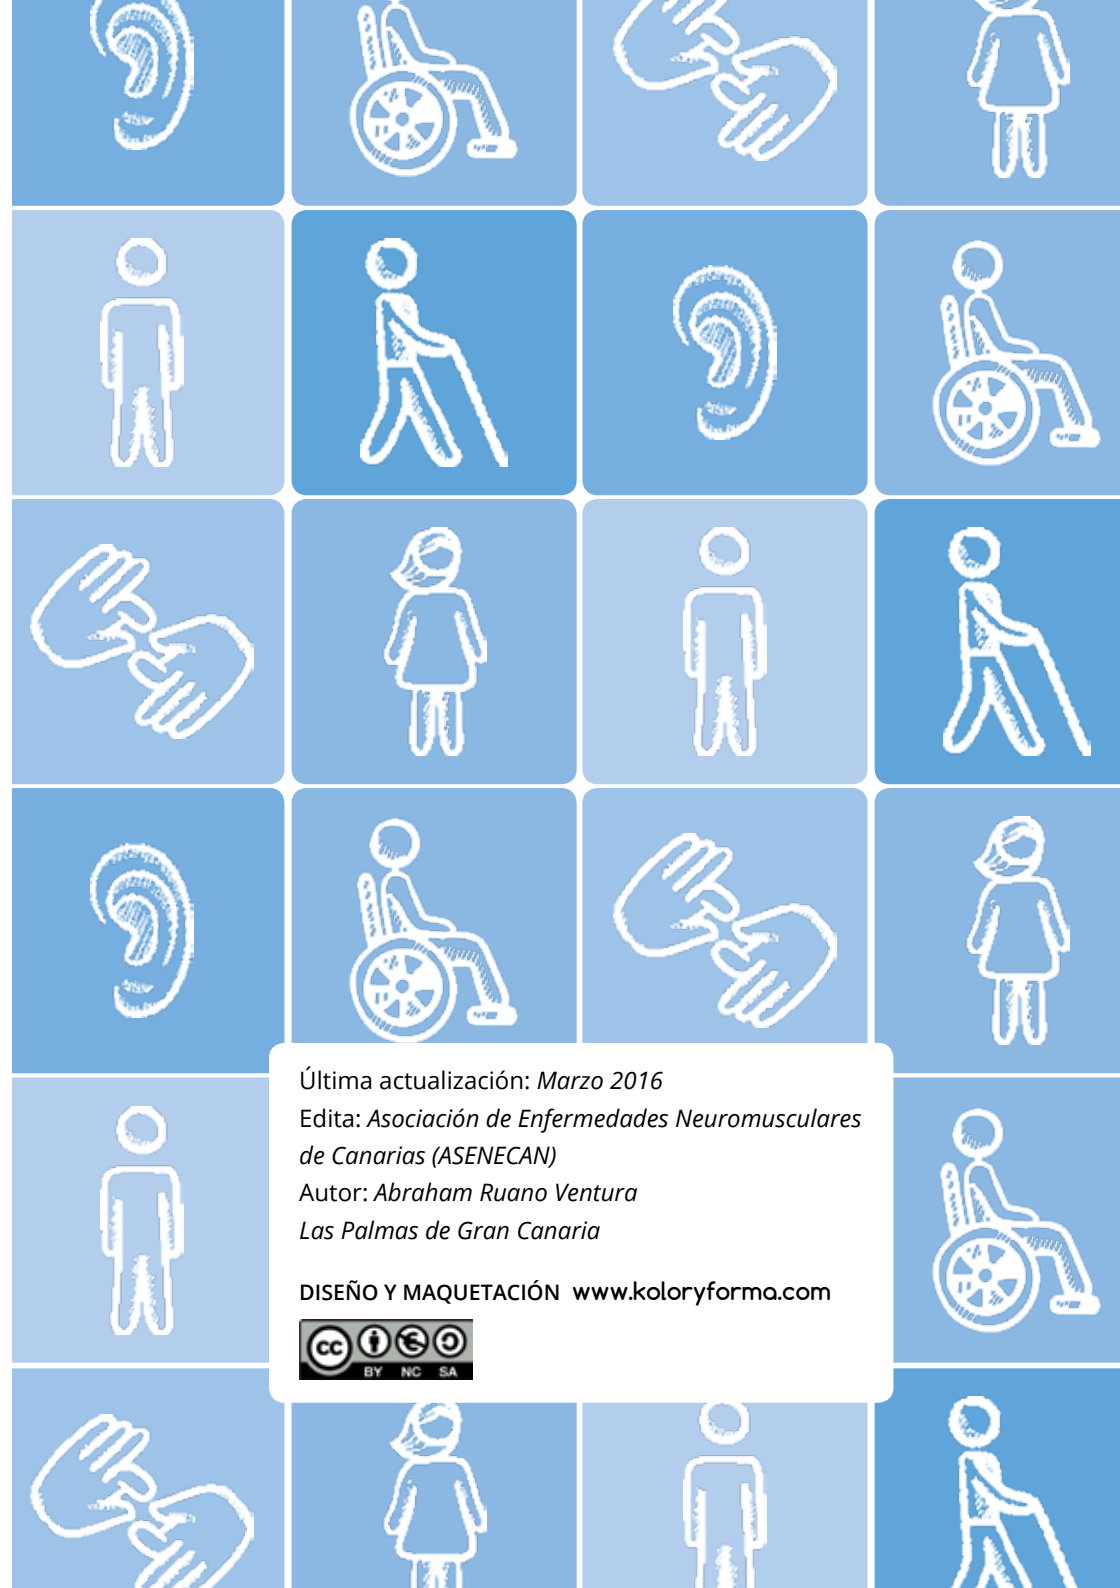 Última actualización: Marzo 2016
Edita: Asociación de Enfermedades Neuromusculares
de Canarias (ASENECAN)
Autor: Abraham Ruano Ventura
Las Palmas de Gran Canaria
DISEÑO Y MAQUETACIÓN www.koloryforma.com
cc BY NC SA